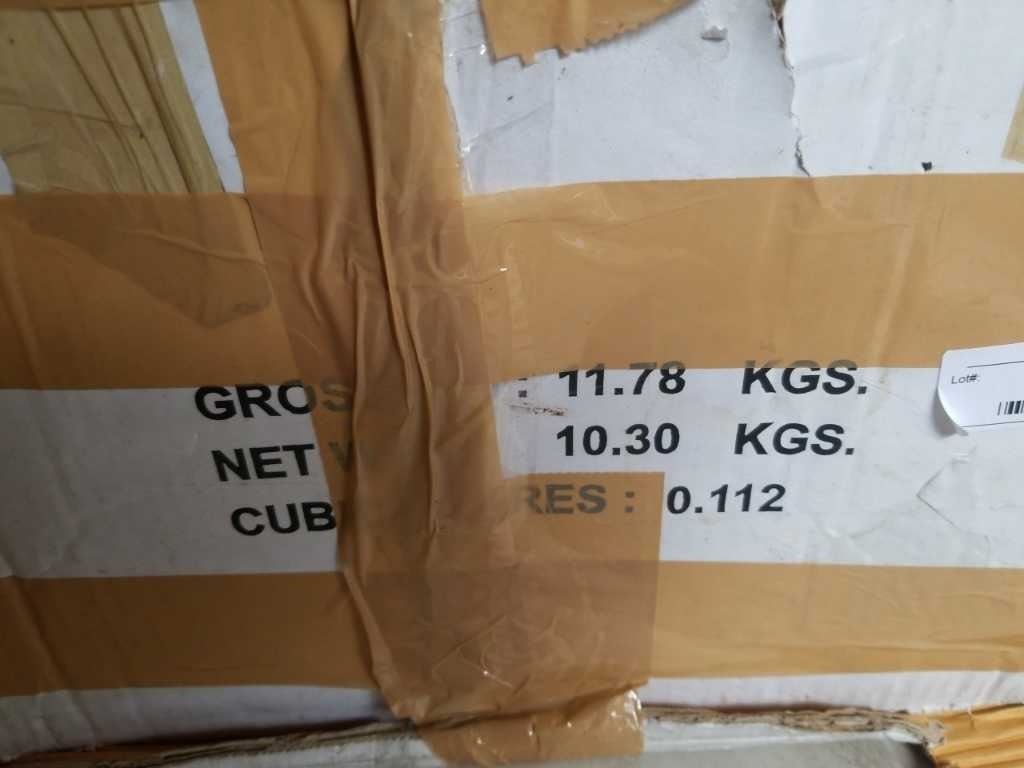 GROS : 11.78 KGS.
NET W 10.30 KGS.
CUB RES : 0.112
Lot#: